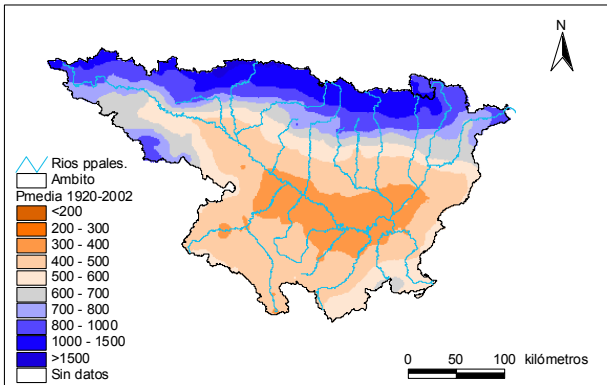 N
Rios ppales.
Ambito
Pmedia 1920-2002
<200
200 - 300
300 - 400
400 - 500
500 - 600
600 - 700
700 - 800
800 - 1000
1000 - 1500
>1500
Sin datos
0 50 100 kilómetros